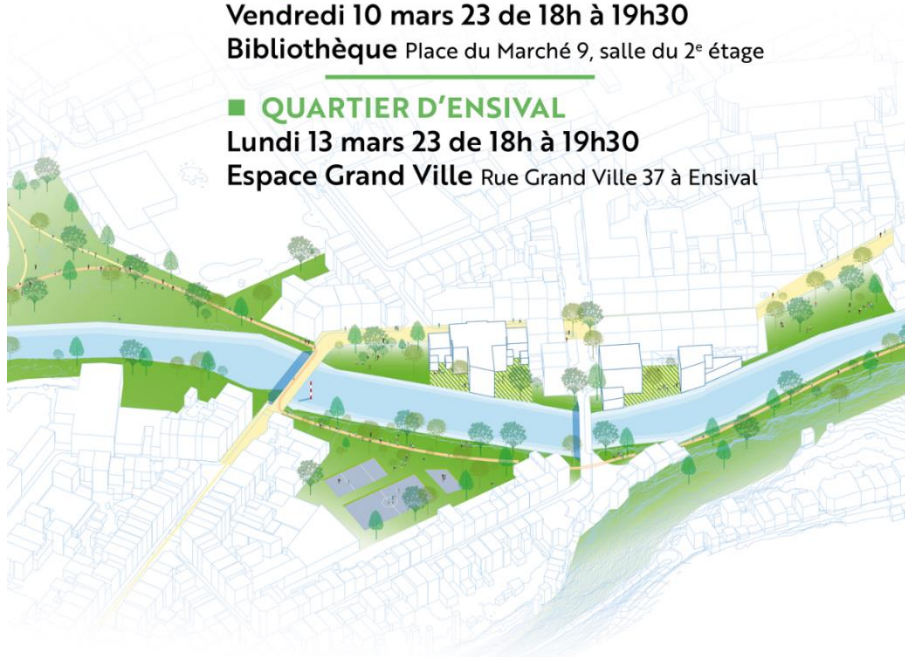 Vendredi 10 mars 23 de 18h à 19h30
Bibliothèque Place du Marché 9, salle du 2ᵉ étage
■ QUARTIER D'ENSIVAL
Lundi 13 mars 23 de 18h à 19h30
Espace Grand Ville Rue Grand Ville 37 à Ensival